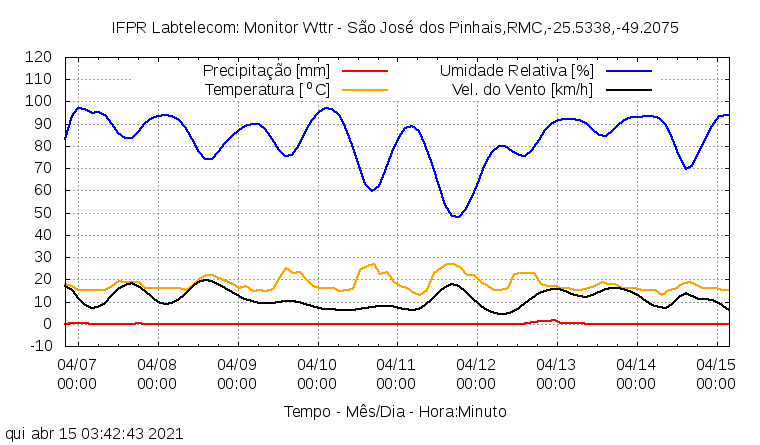 IFPR Labtelecom: Monitor Wttr - São José dos Pinhais,RMC,-25.5338,-49.2075
120
110
100
90
80
70
60
50
40
30
20
10
0
-10
Precipitação [mm]
Temperatura [⁰C]
Umidade Relativa [%]
Vel. do Vento [km/h]
04/07 04/08 04/09 04/10 04/11 04/12 04/13 04/14 04/15
00:00 00:00 00:00 00:00 00:00 00:00 00:00 00:00 00:00
Tempo - Mês/Dia - Hora:Minuto
qui abr 15 03:42:43 2021